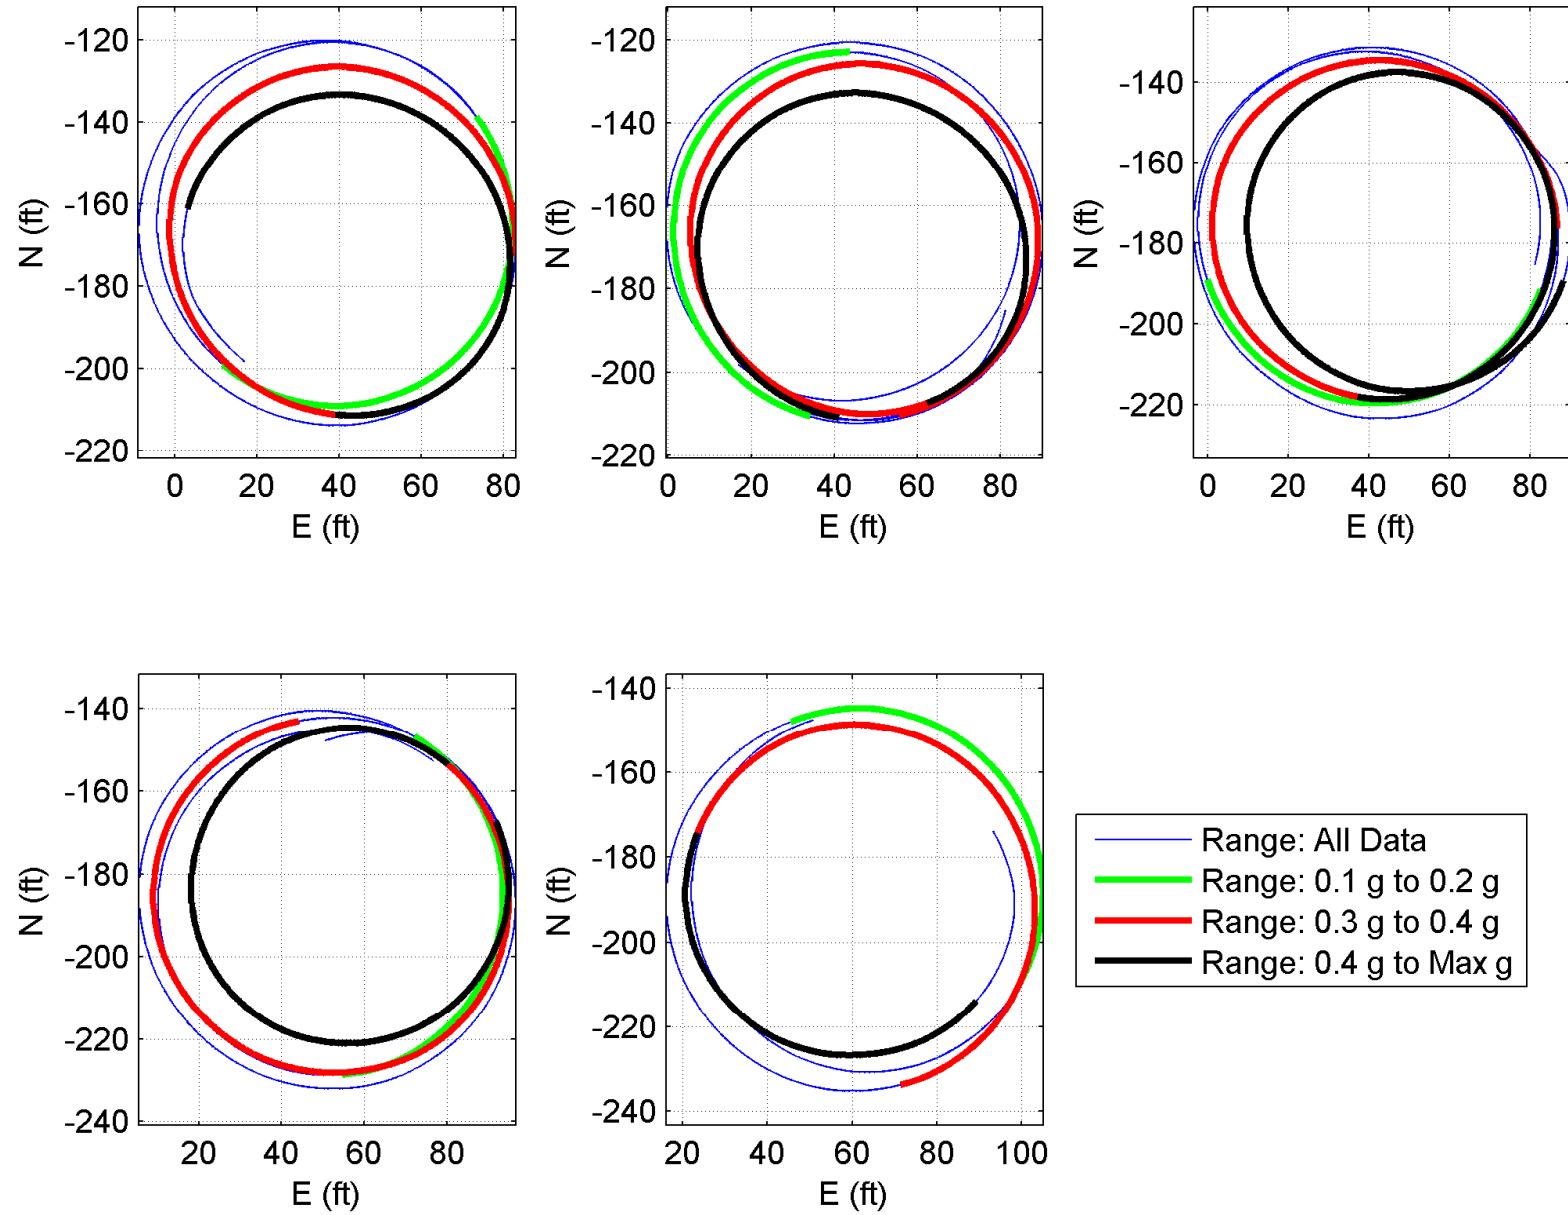 -120
-140
-160
-180
-200
-220
0 20 40 60 80
E (ft)
N (ft)
-120
-140
-160
-180
-200
-220
0 20 40 60 80
E (ft)
N (ft)
-140
-160
-180
-200
-220
0 20 40 60 80
E (ft)
N (ft)
-140
-160
-180
-200
-220
-240
20 40 60 80
E (ft)
N (ft)
-140
-160
-180
-200
-220
-240
20 40 60 80 100
E (ft)
N (ft)
Range: All Data
Range: 0.1 g to 0.2 g
Range: 0.3 g to 0.4 g
Range: 0.4 g to Max g